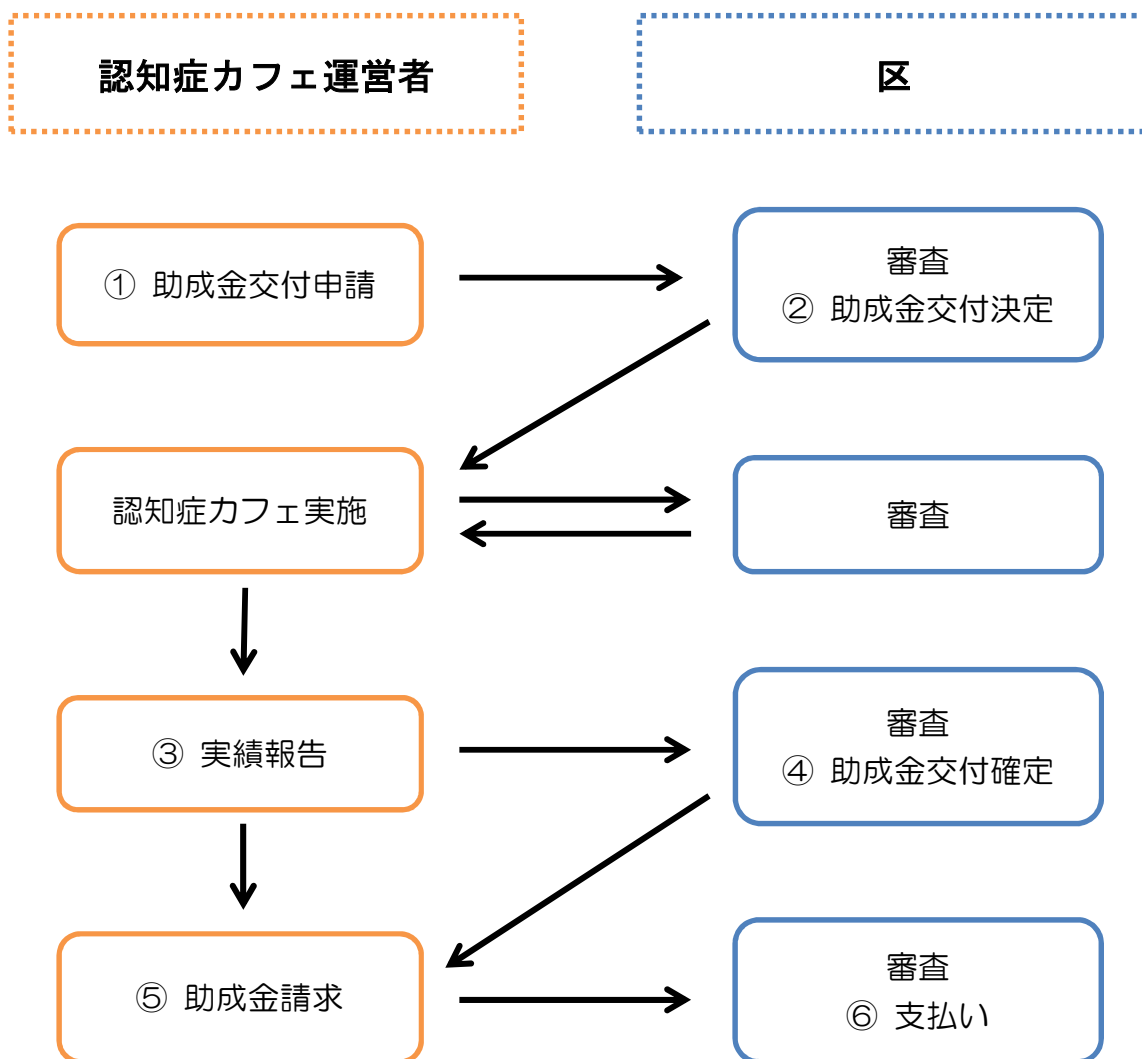 認知症カフェ運営者
区
① 助成金交付申請
審査
② 助成金交付決定
認知症カフェ実施
審査
③ 実績報告
審査
④ 助成金交付確定
⑤ 助成金請求
審査
⑥ 支払い